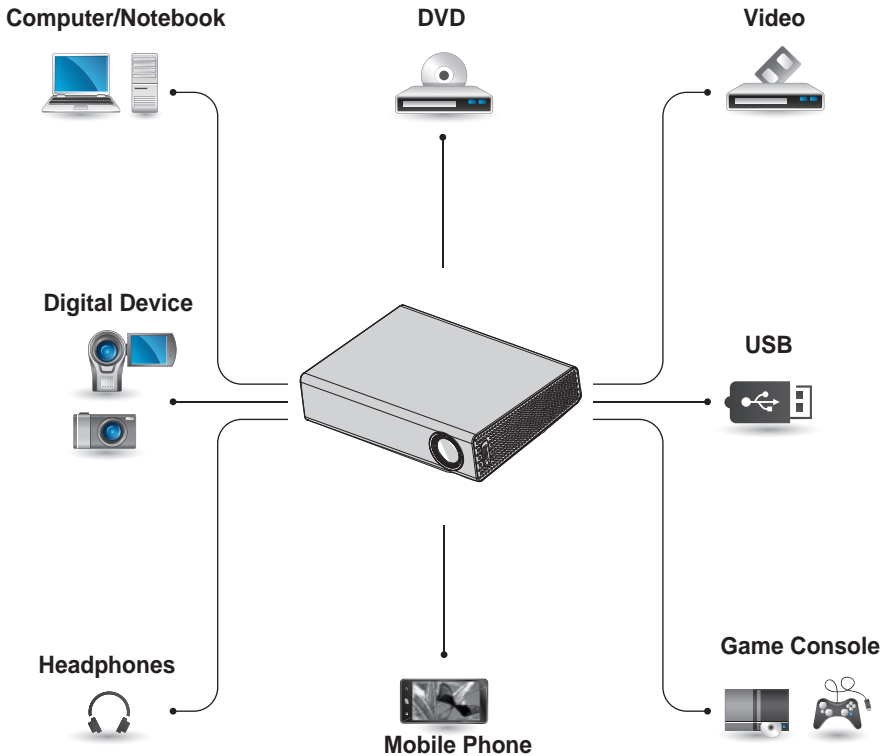 Computer/Notebook
DVD
Video
Digital Device
USB
Headphones
Game Console
Mobile Phone